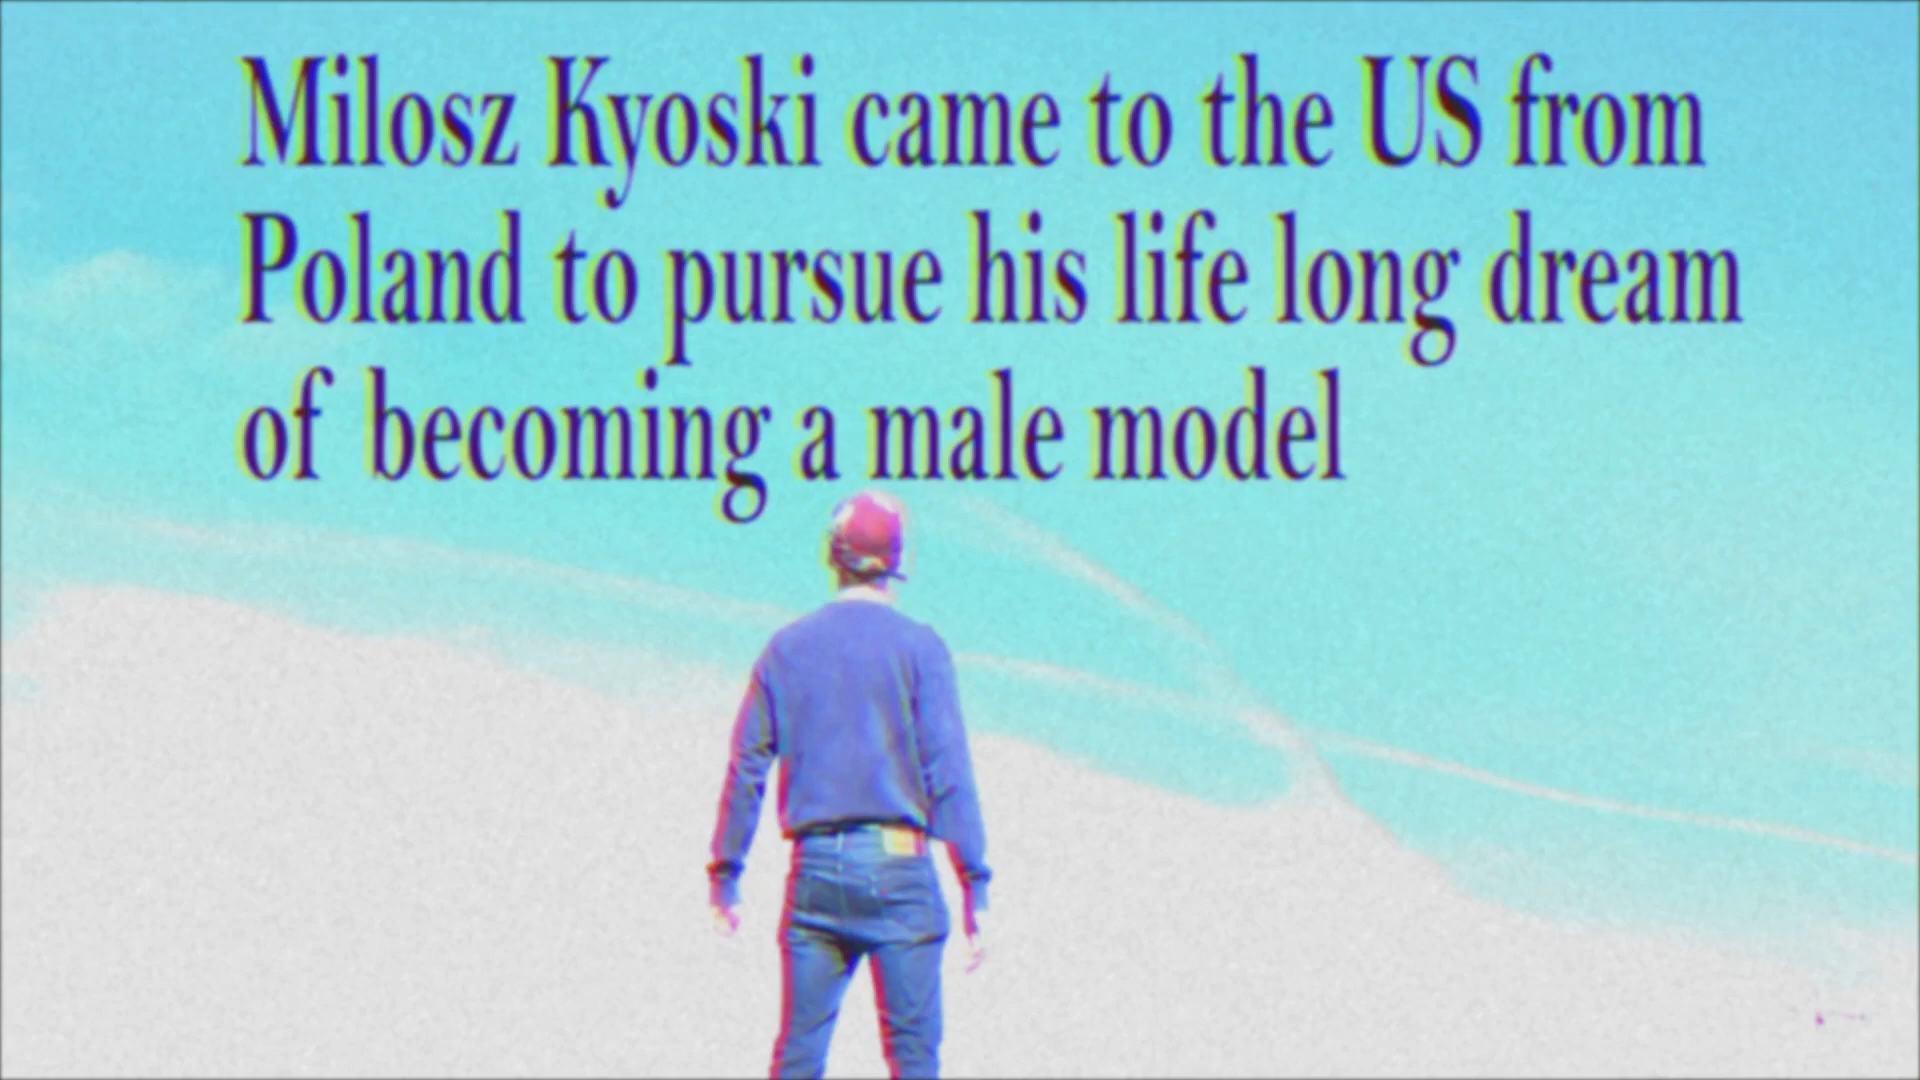 Milosz Kyoski came to the US from
Poland to pursue his life long dream
of becoming a male model